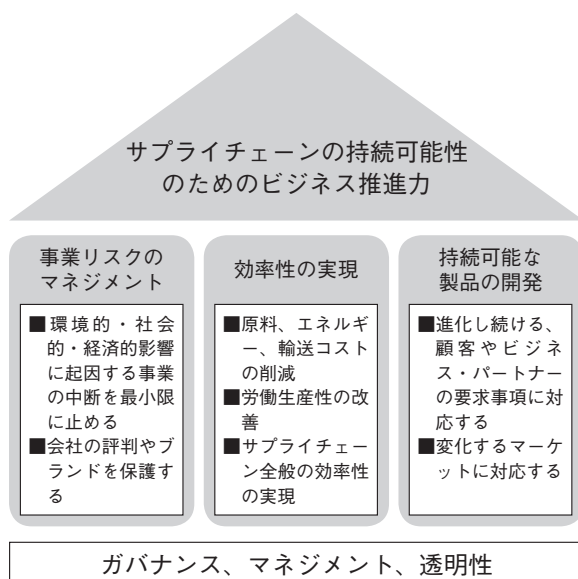 サプライチェーンの持続可能性
のためのビジネス推進力
事業リスクの
マネジメント
■環境的・社会
的・経済的影響
に起因する事業
の中断を最小限
に止める
■会社の評判やブ
ランドを保護す
る
効率性の実現
■原料、エネルギ
ー、輸送コスト
の削減
■労働生産性の改
善
■サプライチェー
ン全般の効率性
の実現
持続可能な
製品の開発
■進化し続ける、
顧客やビジネ
ス・パートナー
の要求事項に対
応する
■変化するマーケ
ットに対応する
ガバナンス、マネジメント、透明性